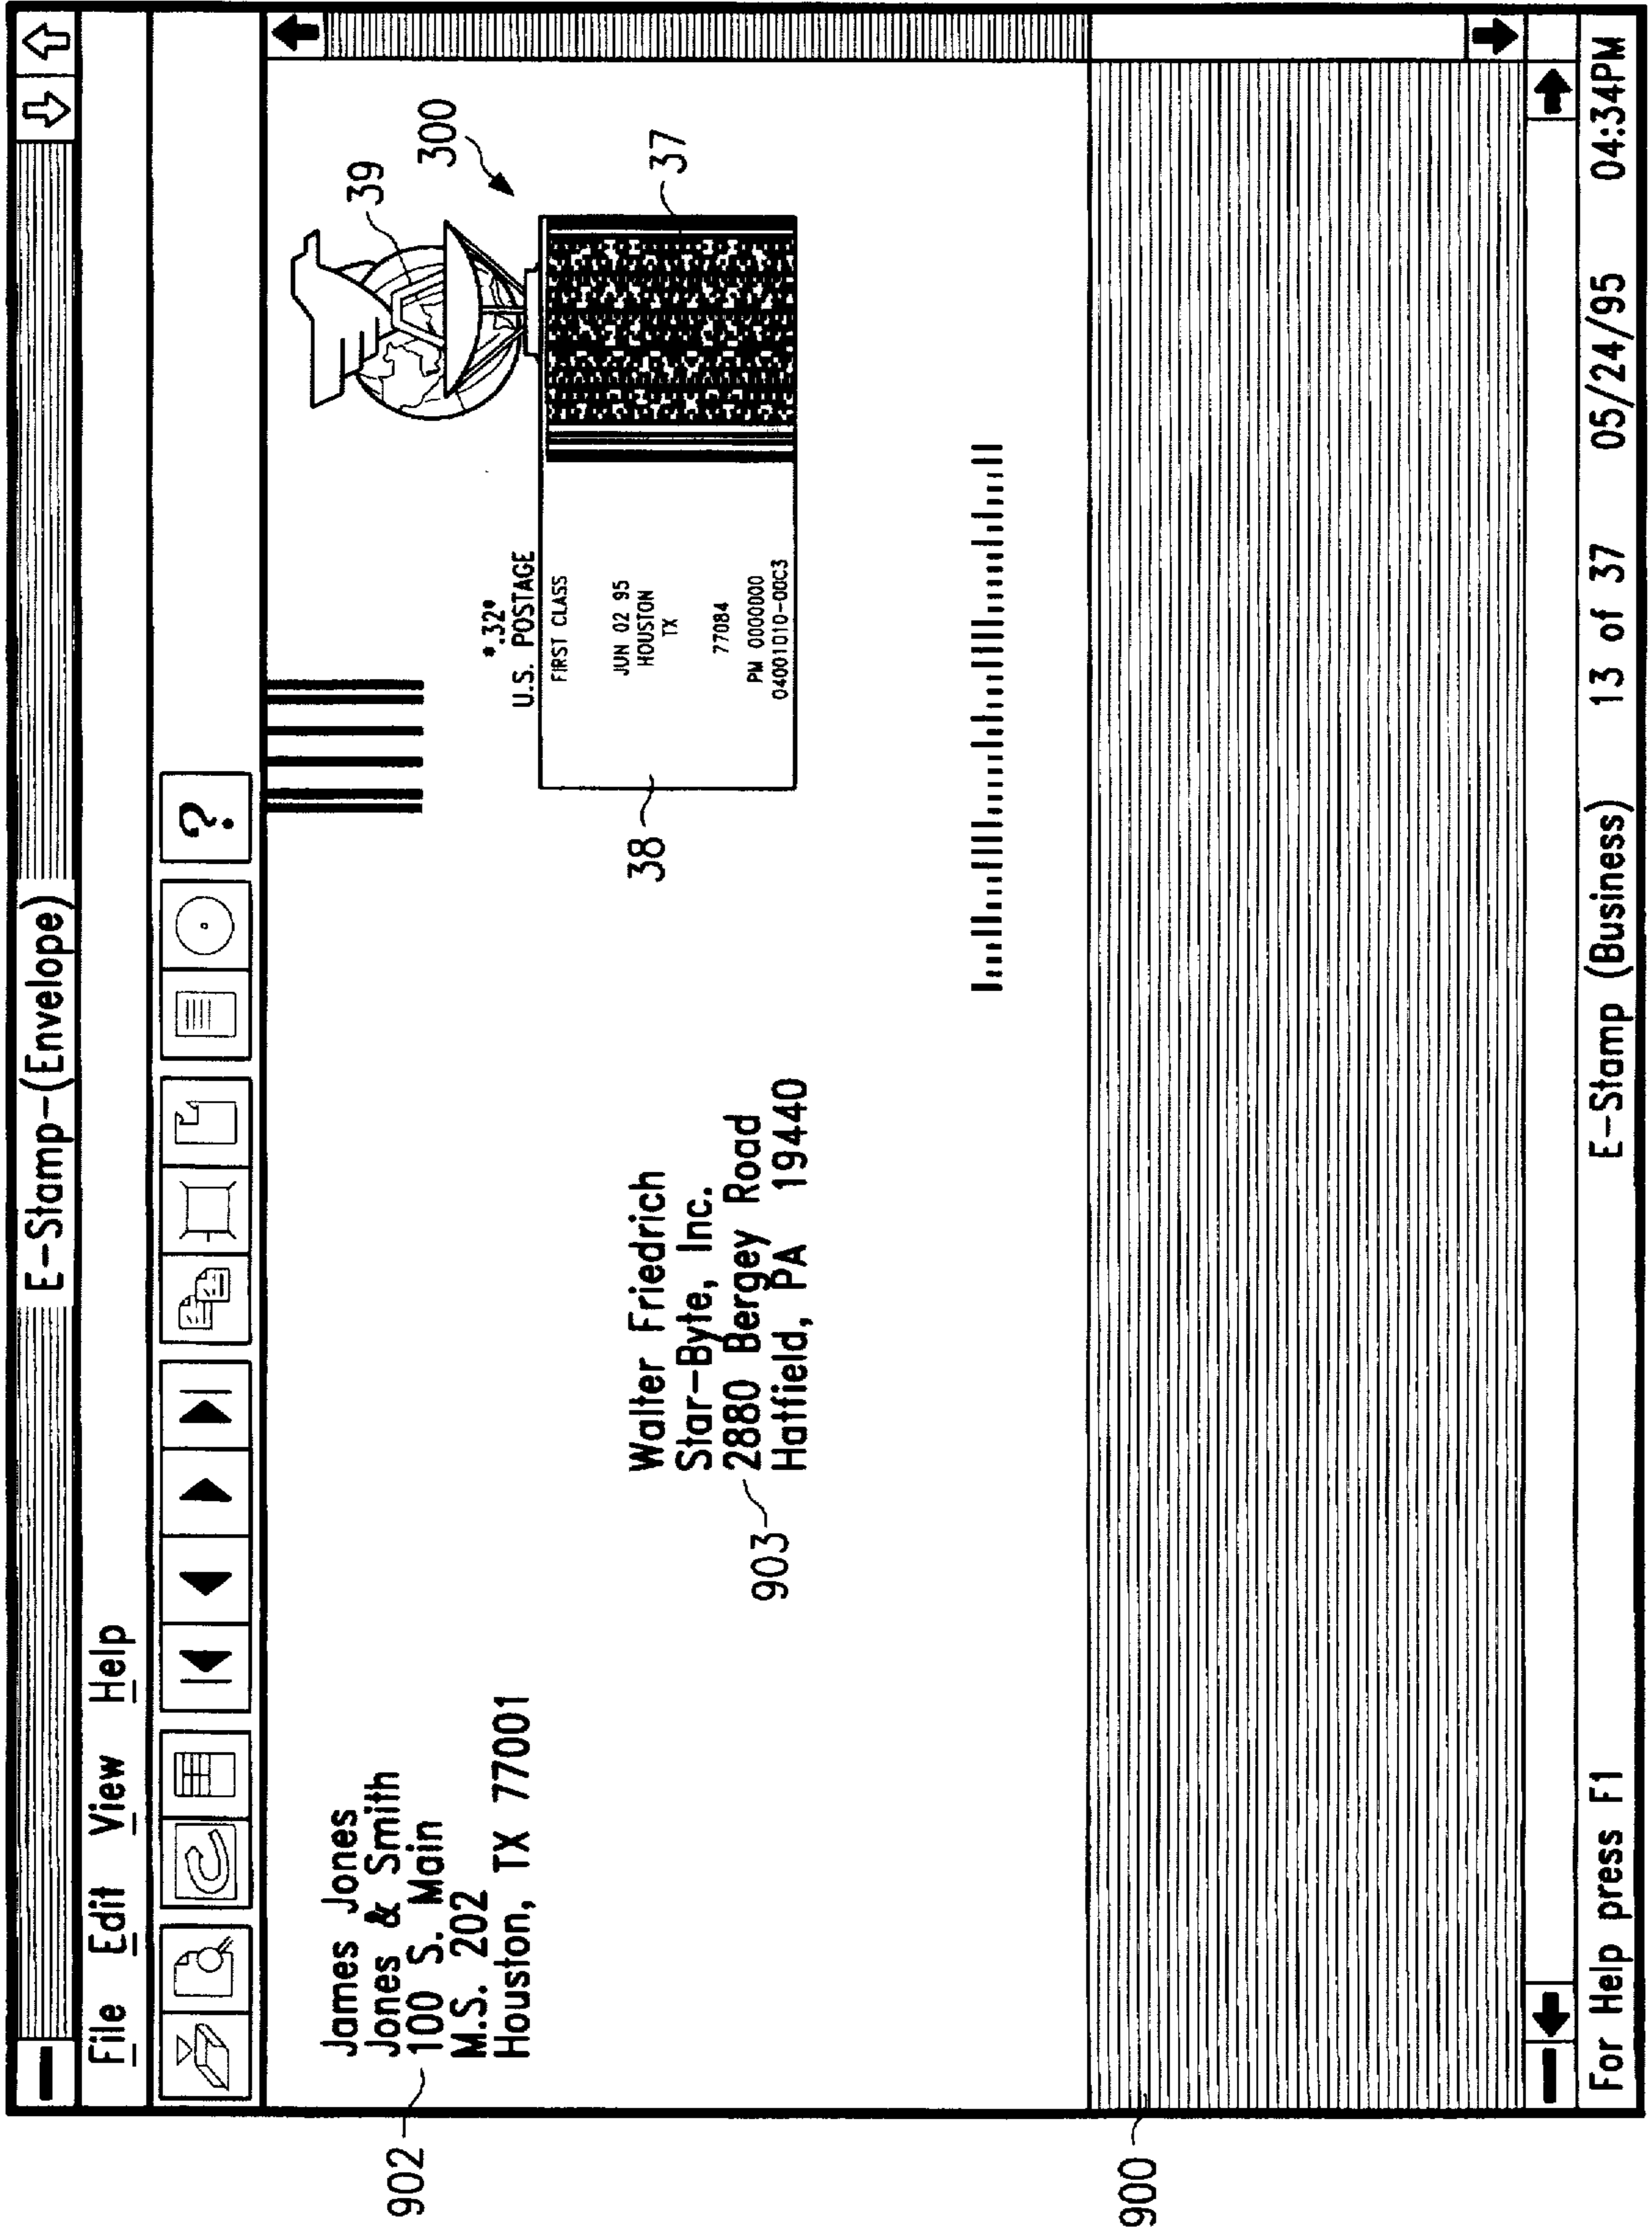 E-Stamp-(Envelope)
File Edit View Help
?
902
James Jones
Jones & Smith
100 S. Main
M.S. 202
Houston, TX 77001
39
300
*.32*
U.S. POSTAGE
FIRST CLASS
JUN 02 95
HOUSTON
TX
77084
PM 0000000
04001010-00C3
37
38
Walter Friedrich
Star-Byte, Inc.
2880 Bergey Road
Hatfield, PA 19440
903
900
For Help press F1 E-Stamp (Business) 13 of 37 05/24/95 04:34PM